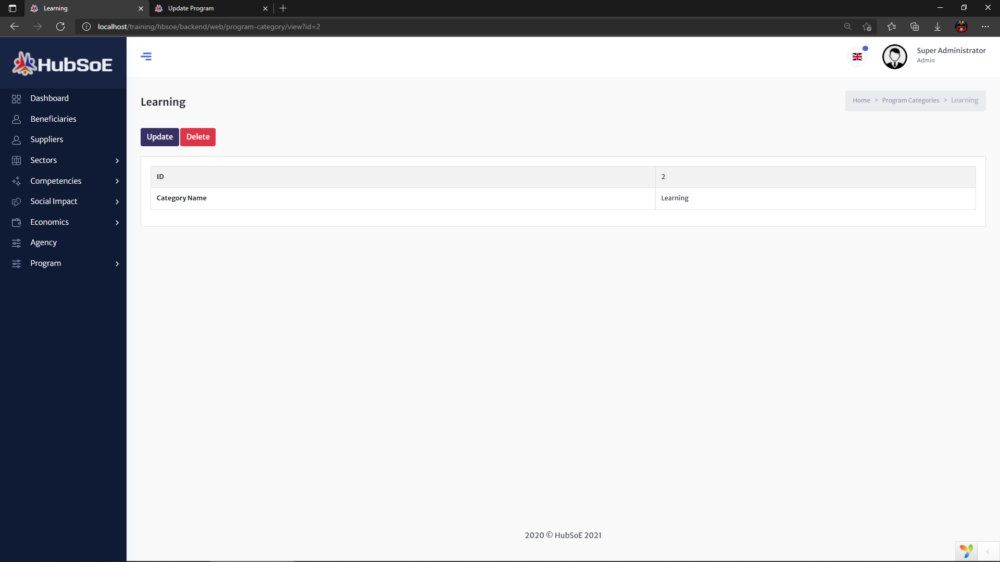 Learning
Update Program
localhost/training/hbsoe/backend/web/program-category/view?id=2
HubSoE
Super Administrator
Admin
Dashboard
Beneficiaries
Suppliers
Sectors
Competencies
Social Impact
Economics
Agency
Program
Learning
Home > Program Categories > Learning
Update Delete
ID 2
Category Name Learning
2020 © HubSoE 2021